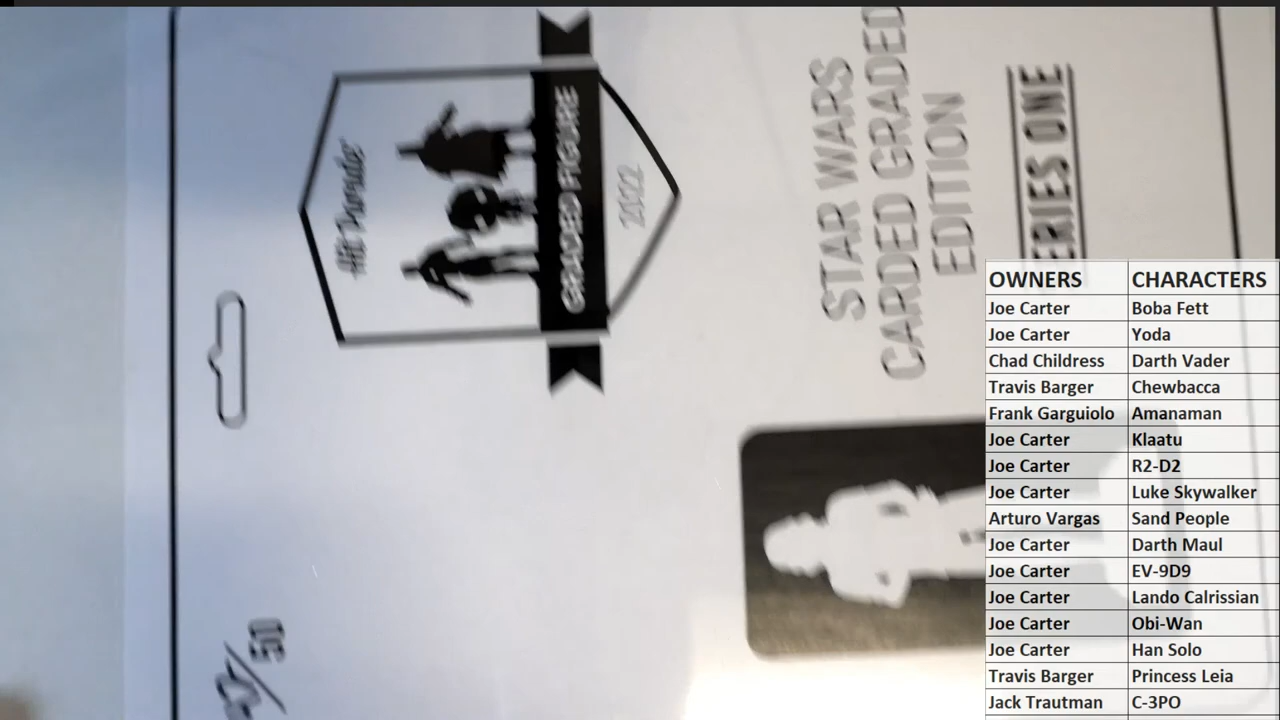 Hit Parade
GRADED FIGURE
2022
STAR WARS
CARDED GRADED
EDITION
ERIES ONE
/50
OWNERS CHARACTERS
Joe Carter Boba Fett
Joe Carter Yoda
Chad Childress Darth Vader
Travis Barger Chewbacca
Frank Garguiolo Amanaman
Joe Carter Klaatu
Joe Carter R2-D2
Joe Carter Luke Skywalker
Arturo Vargas Sand People
Joe Carter Darth Maul
Joe Carter EV-9D9
Joe Carter Lando Calrissian
Joe Carter Obi-Wan
Joe Carter Han Solo
Travis Barger Princess Leia
Jack Trautman C-3PO